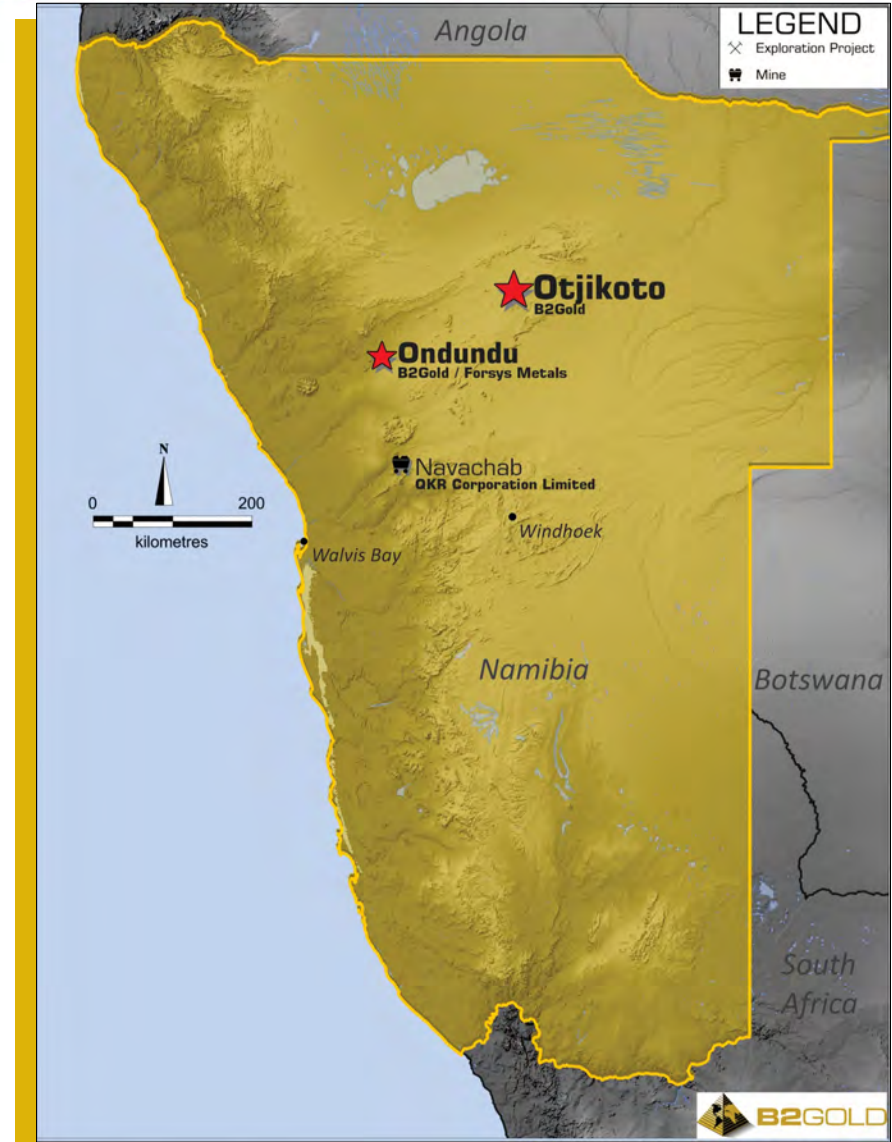 Angola
LEGEND
Exploration Project
Mine
Otjikoto
B2Gold
Ondundu
B2Gold / Forsys Metals
N
Navachab
QKR Corporation Limited
0 200
kilometres
Windhoek
Walvis Bay
Namibia
Botswana
South
Africa
B2GOLD